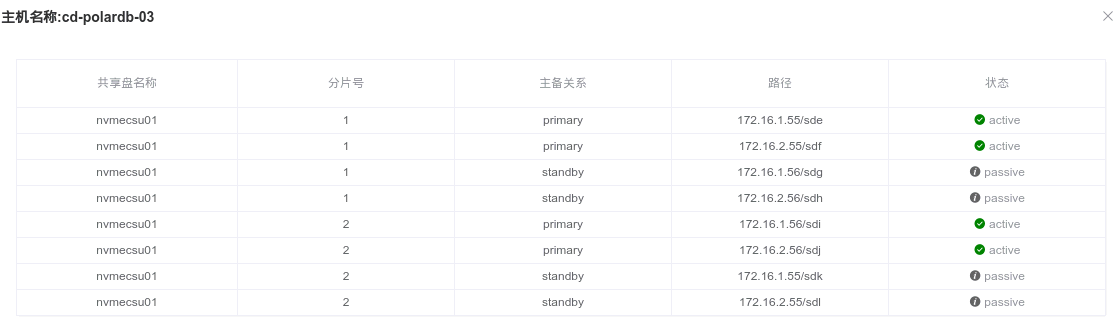 主机名称:cd-polardb-03
共享盘名称 分片号 主备关系 路径 状态
nvmecsu01 1 primary 172.16.1.55/sde active
nvmecsu01 1 primary 172.16.2.55/sdf active
nvmecsu01 1 standby 172.16.1.56/sdg passive
nvmecsu01 1 standby 172.16.2.56/sdh passive
nvmecsu01 2 primary 172.16.1.56/sdi active
nvmecsu01 2 primary 172.16.2.56/sdj active
nvmecsu01 2 standby 172.16.1.55/sdk passive
nvmecsu01 2 standby 172.16.2.55/sdl passive